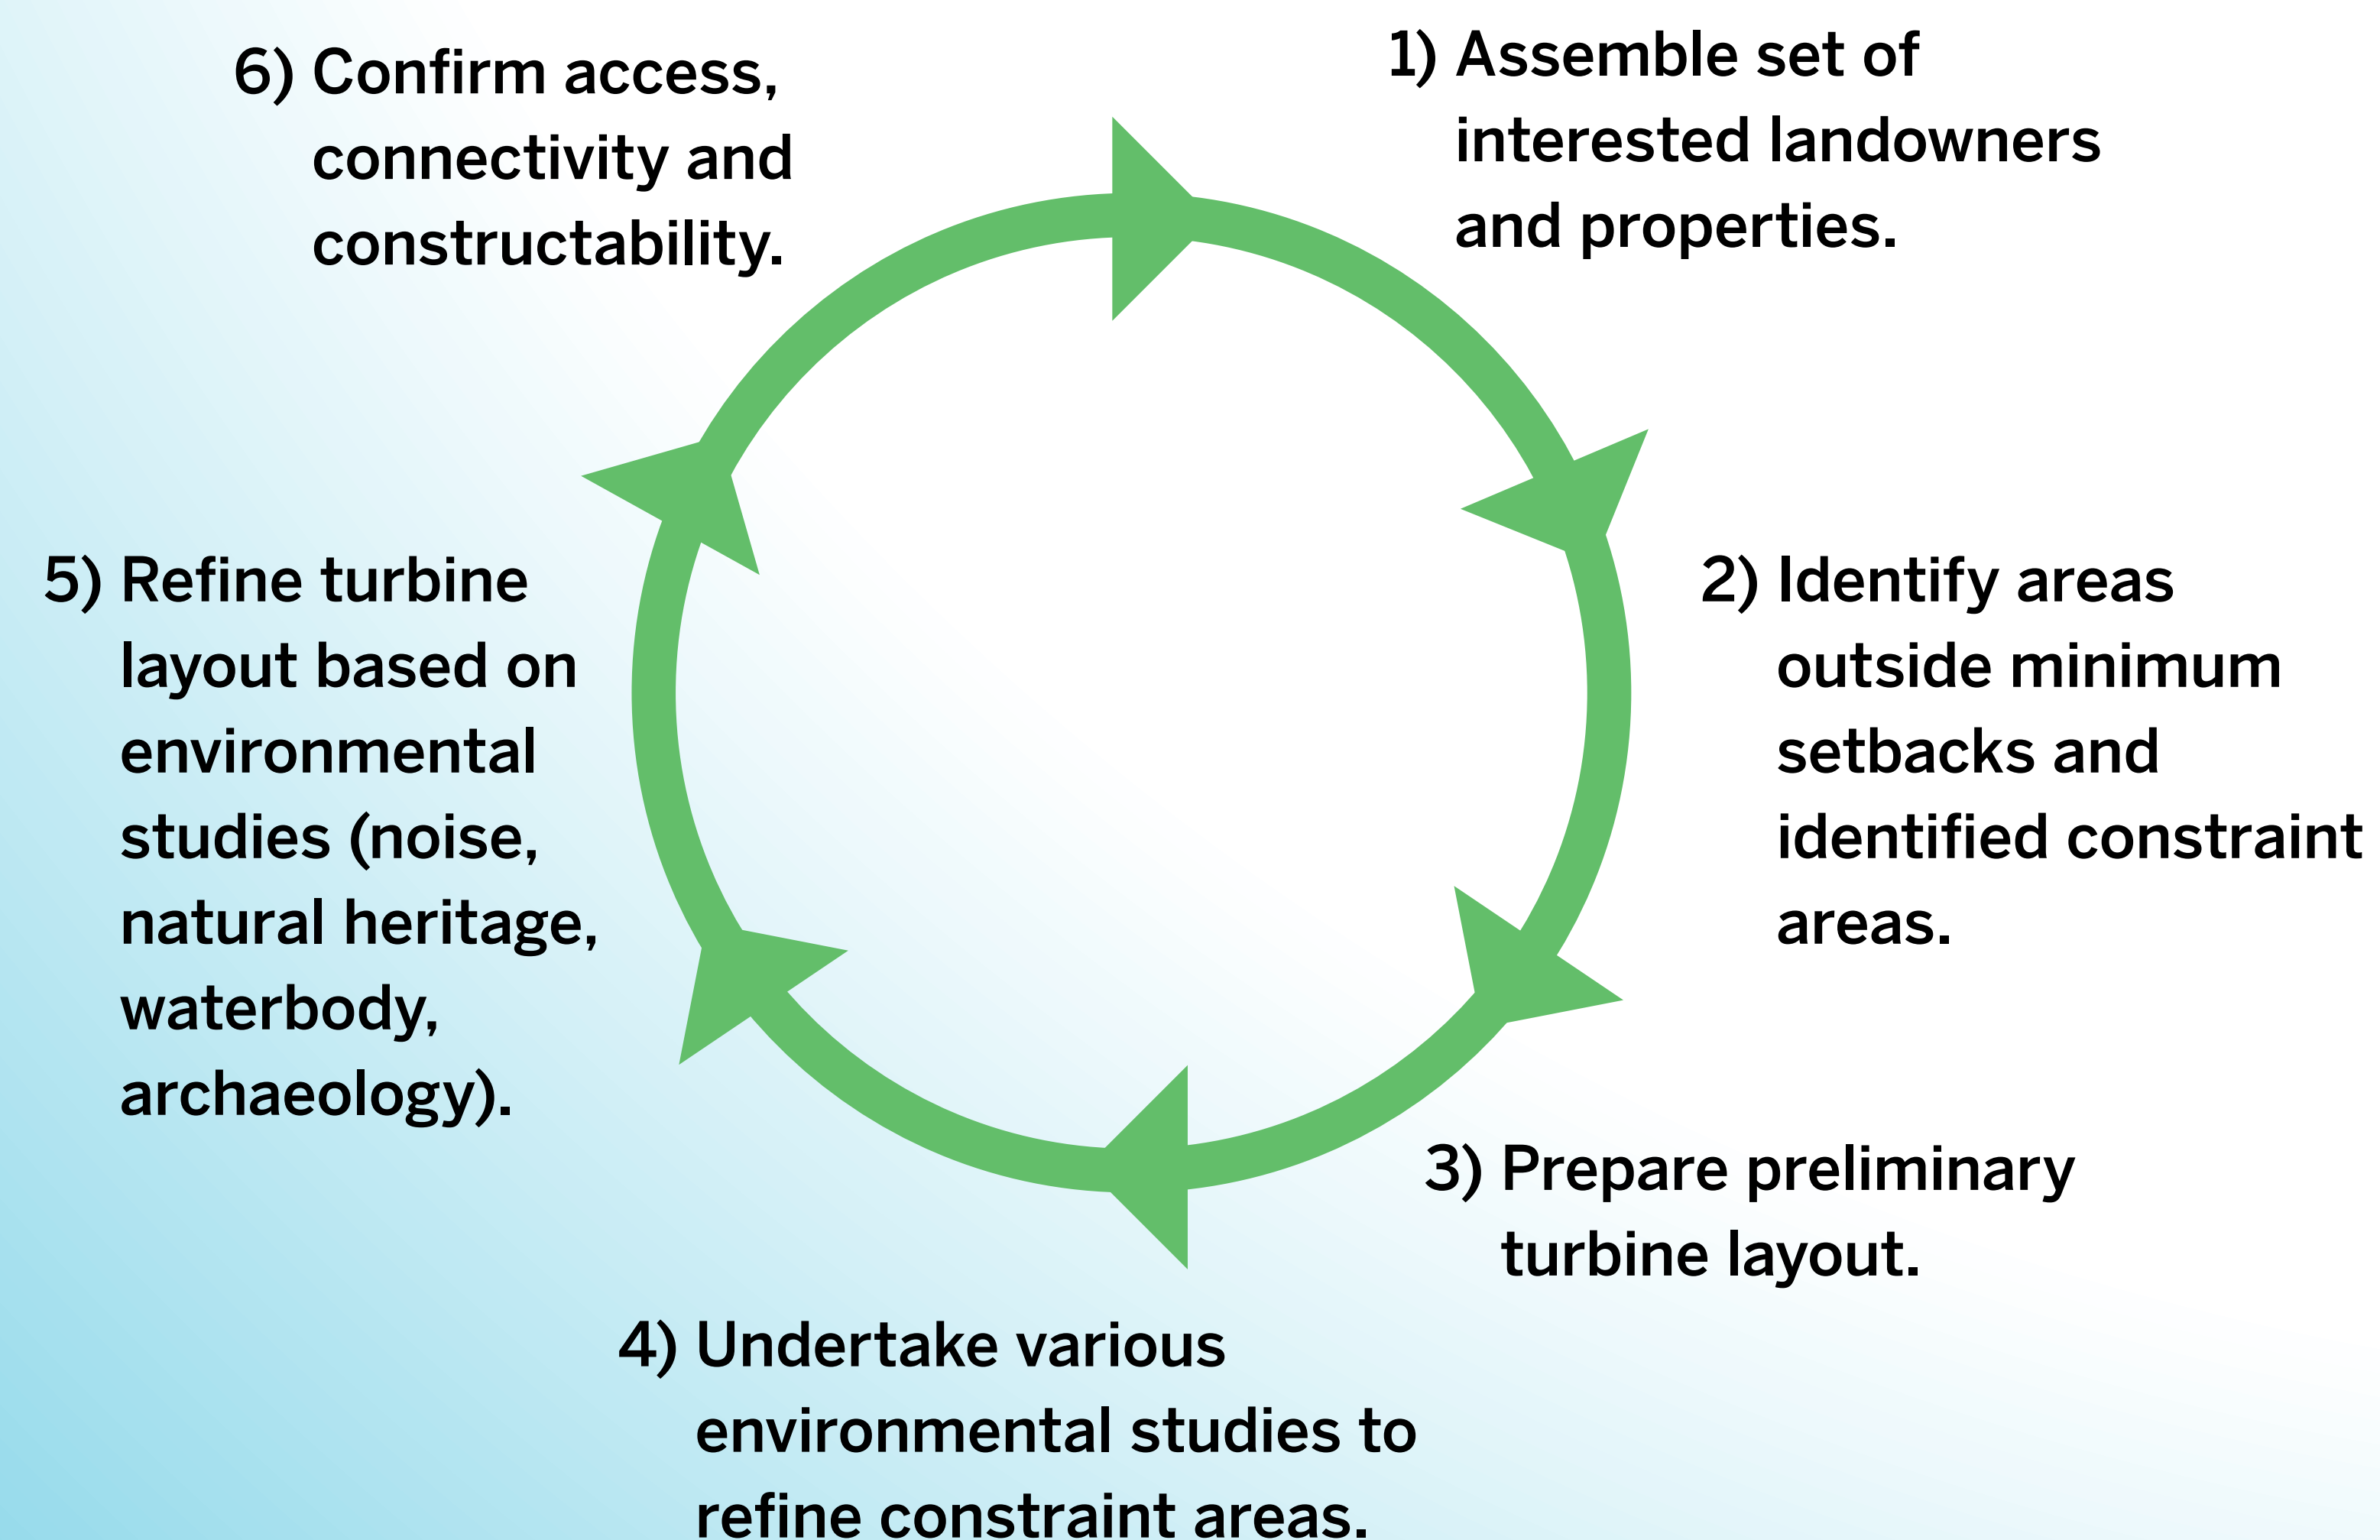 1) Assemble set of
interested landowners
and properties.
2) Identify areas
outside minimum
setbacks and
identified constraint
areas.
3) Prepare preliminary
turbine layout.
4) Undertake various
environmental studies to
refine constraint areas.
5) Refine turbine
layout based on
environmental
studies (noise,
natural heritage,
waterbody,
archaeology).
6) Confirm access,
connectivity and
constructability.